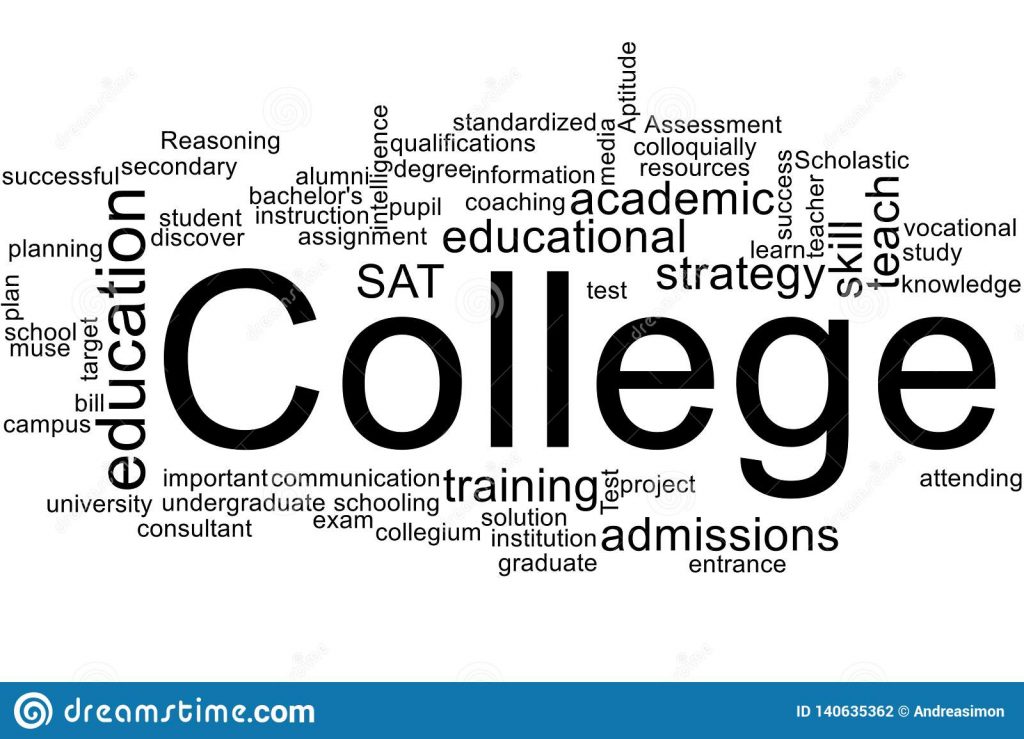 Aptitude
standardized
Assessment
Reasoning
intelligence
qualifications
media
colloquially
secondary
successful
alumni
degree
information
resources
success
Scholastic
bachelor's
coaching
academic
teacher
student
instruction
pupil
education
discover
assignment
educational
skill
teach
vocational
planning
learn
study
plan
SAT
test
strategy
knowledge
school
muse
target
College
bill
campus
important
communication
training
Test
project
attending
university
undergraduate
schooling
consultant
exam
collegium
solution
institution
admissions
graduate
entrance
dreamstime
dreamstime.com
ID 140635362 © Andreasimon